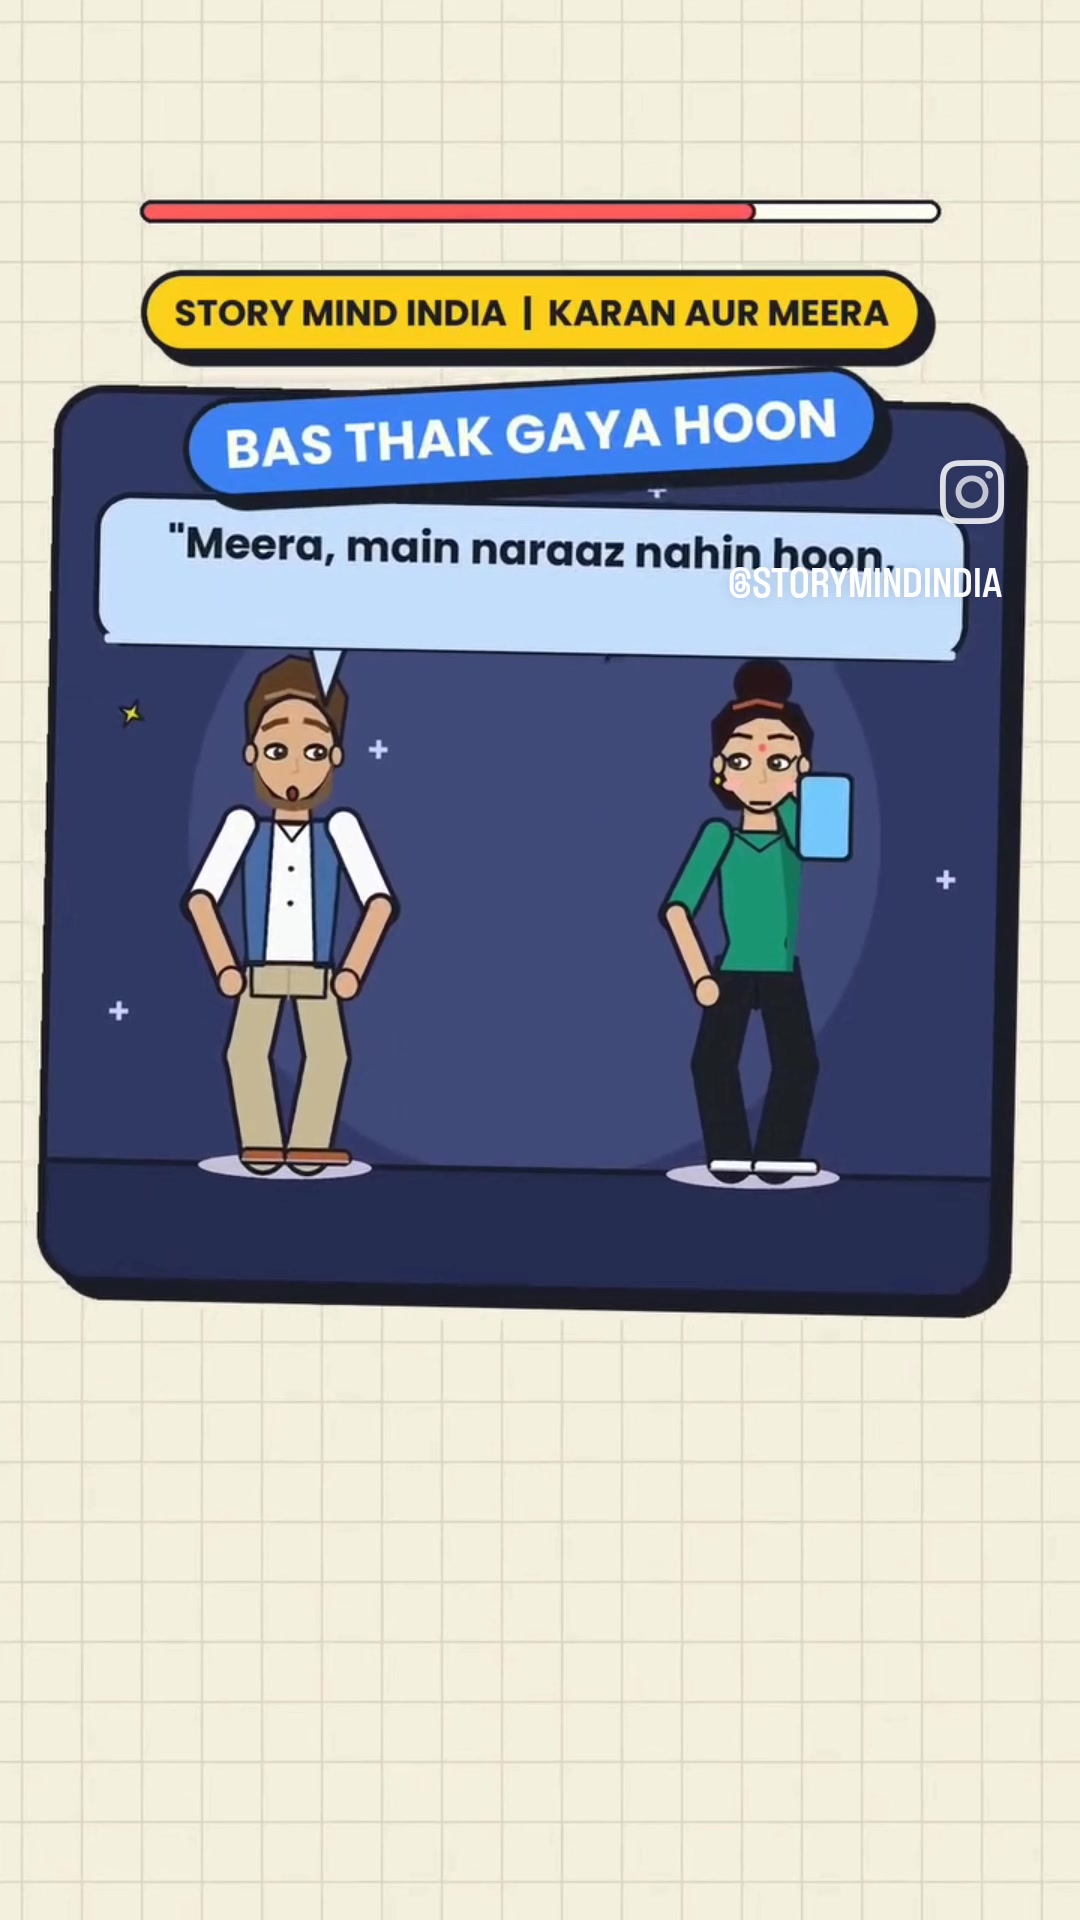 STORY MIND INDIA | KARAN AUR MEERA
BAS THAK GAYA HOON
"Meera, main naraaz nahin hoon,
@STORYMINDINDIA